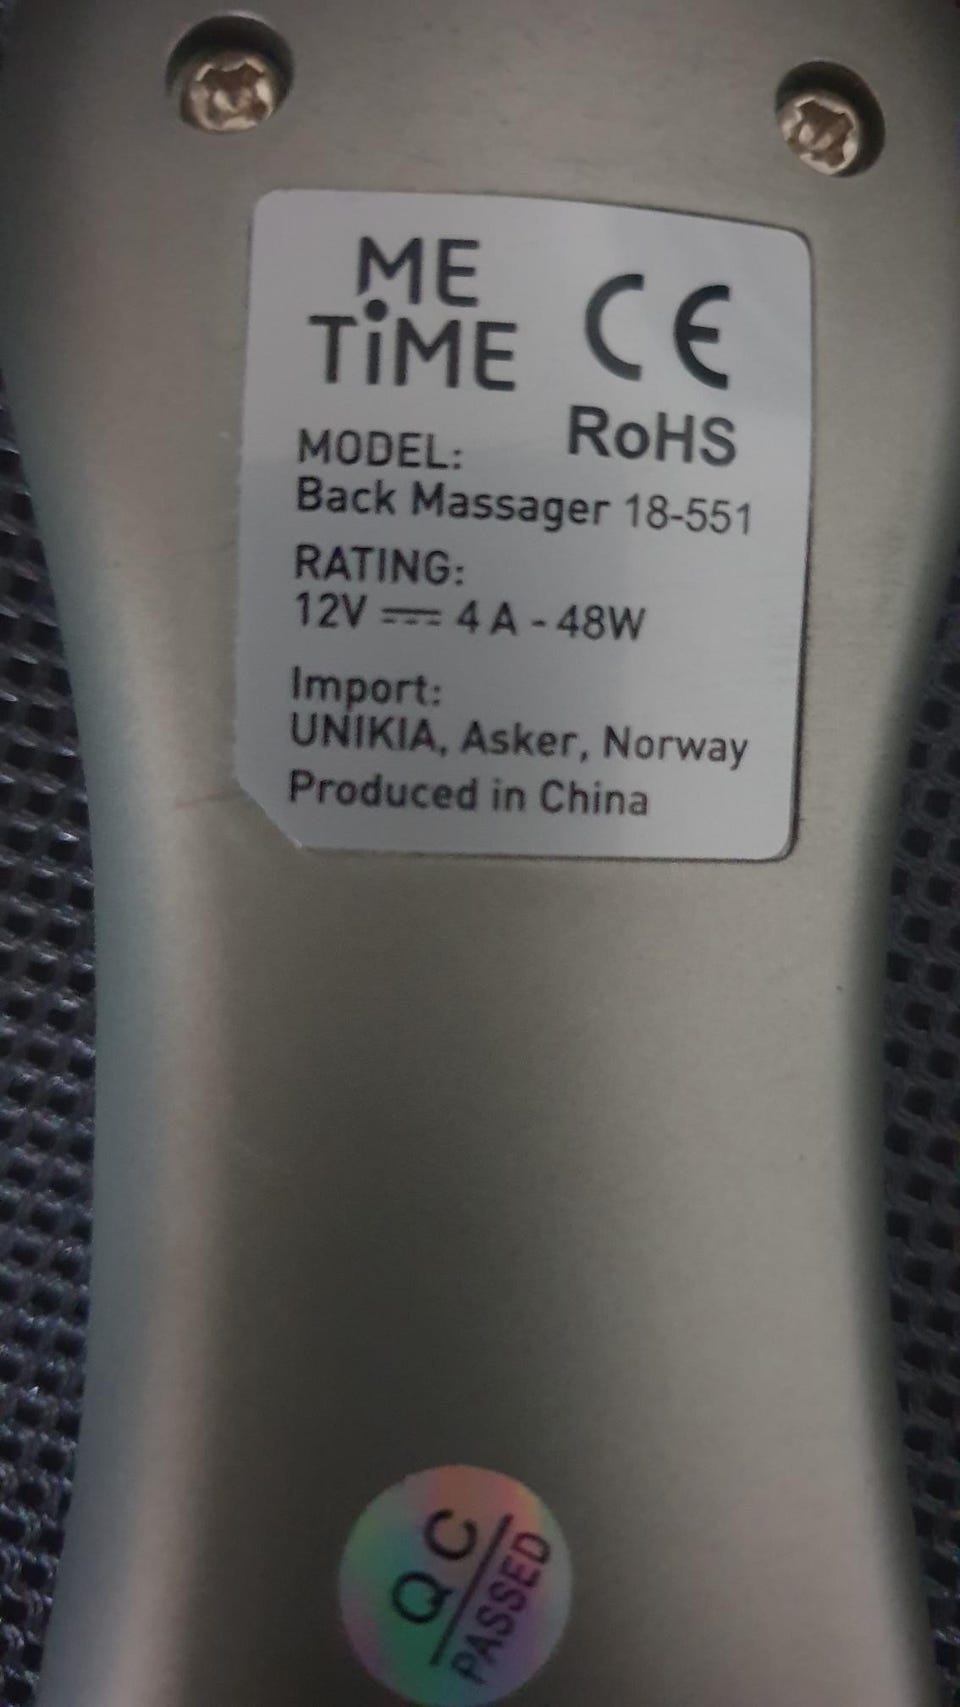 ME
TiME
CE
RoHS
MODEL:
Back Massager 18-551
RATING:
12V ⎓ 4 A - 48W
Import:
UNIKIA, Asker, Norway
Produced in China
QC
PASSED